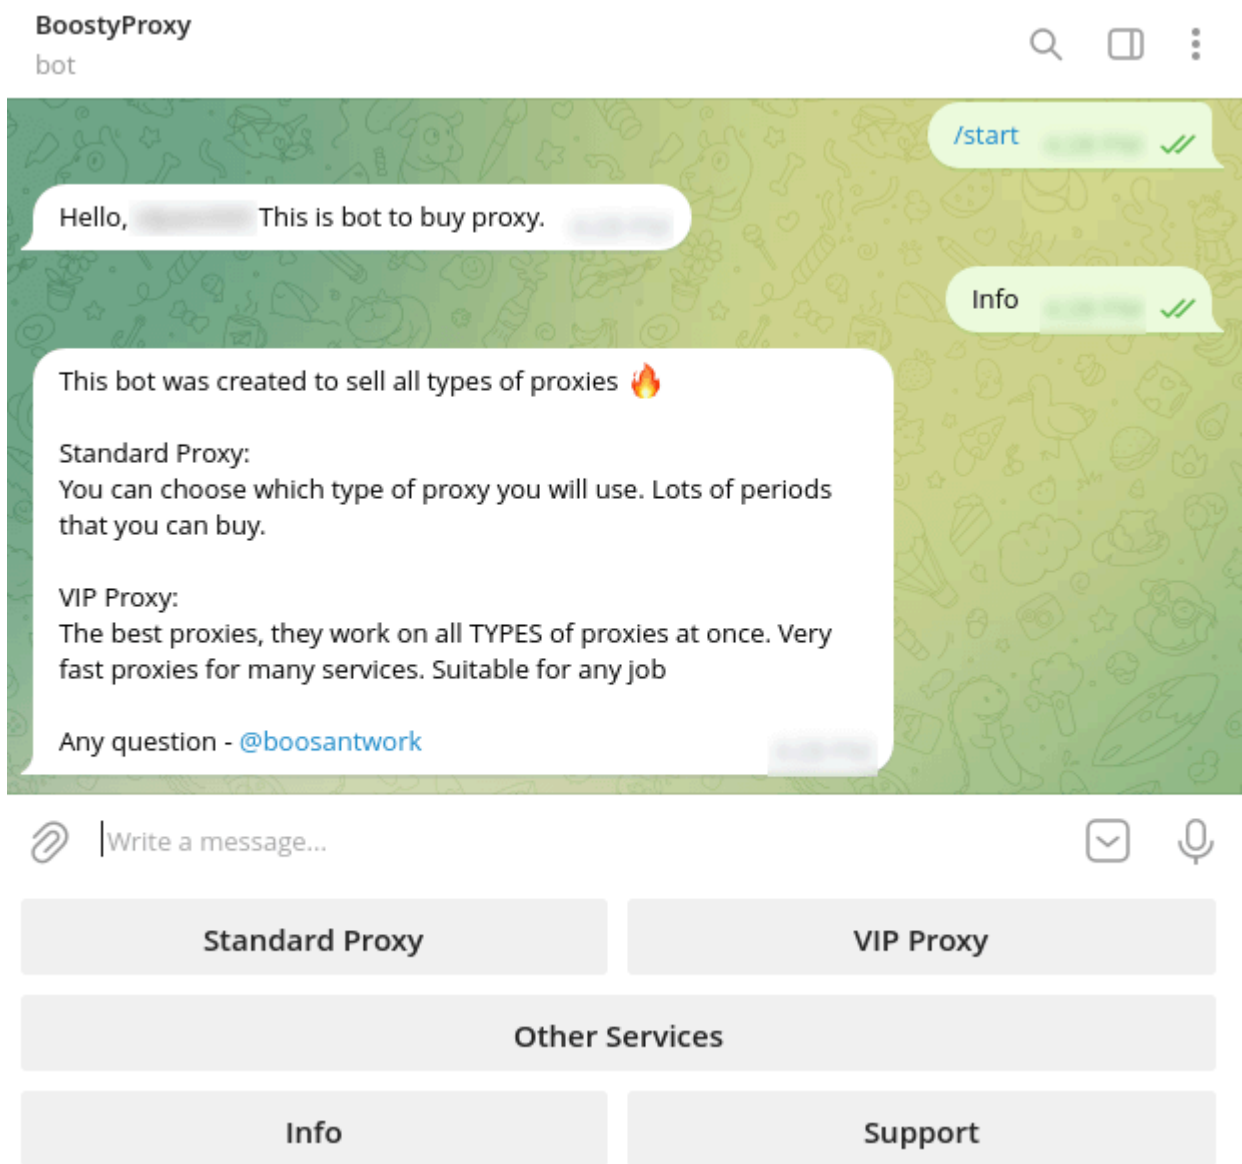 BoostyProxy
bot
/start
Hello, This is bot to buy proxy.
Info
This bot was created to sell all types of proxies 🔥
Standard Proxy:
You can choose which type of proxy you will use. Lots of periods
that you can buy.
VIP Proxy:
The best proxies, they work on all TYPES of proxies at once. Very
fast proxies for many services. Suitable for any job
Any question - @boosantwork
Write a message...
Standard Proxy
VIP Proxy
Other Services
Info
Support